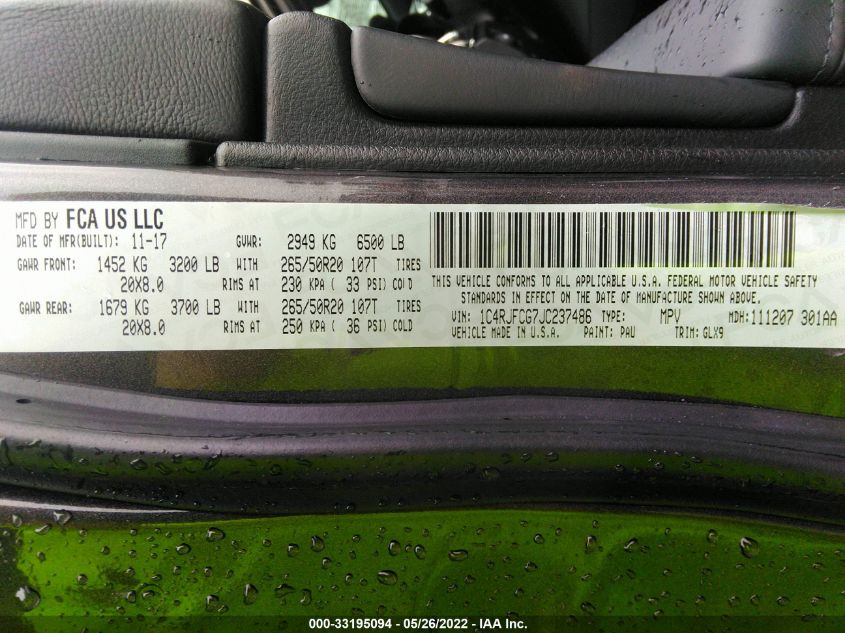 MFD BY FCA US LLC
DATE OF MFR(BUILT): 11-17 GVWR: 2949 KG 6500 LB
GAWR FRONT: 1452 KG 3200 LB WITH 265/50R20 107T TIRES
20X8.0 RIMS AT 230 KPA ( 33 PSI) COLD
GAWR REAR: 1679 KG 3700 LB WITH 265/50R20 107T TIRES
20X8.0 RIMS AT 250 KPA ( 36 PSI) COLD
THIS VEHICLE CONFORMS TO ALL APPLICABLE U.S.A. FEDERAL MOTOR VEHICLE SAFETY
STANDARDS IN EFFECT ON THE DATE OF MANUFACTURE SHOWN ABOVE.
VIN: 1C4RJFCG7JC237486 TYPE: MPV MDH: 111207 301AA
VEHICLE MADE IN U.S.A. PAINT: PAU TRIM: GLX9
000-33195094 - 05/26/2022 - IAA Inc.